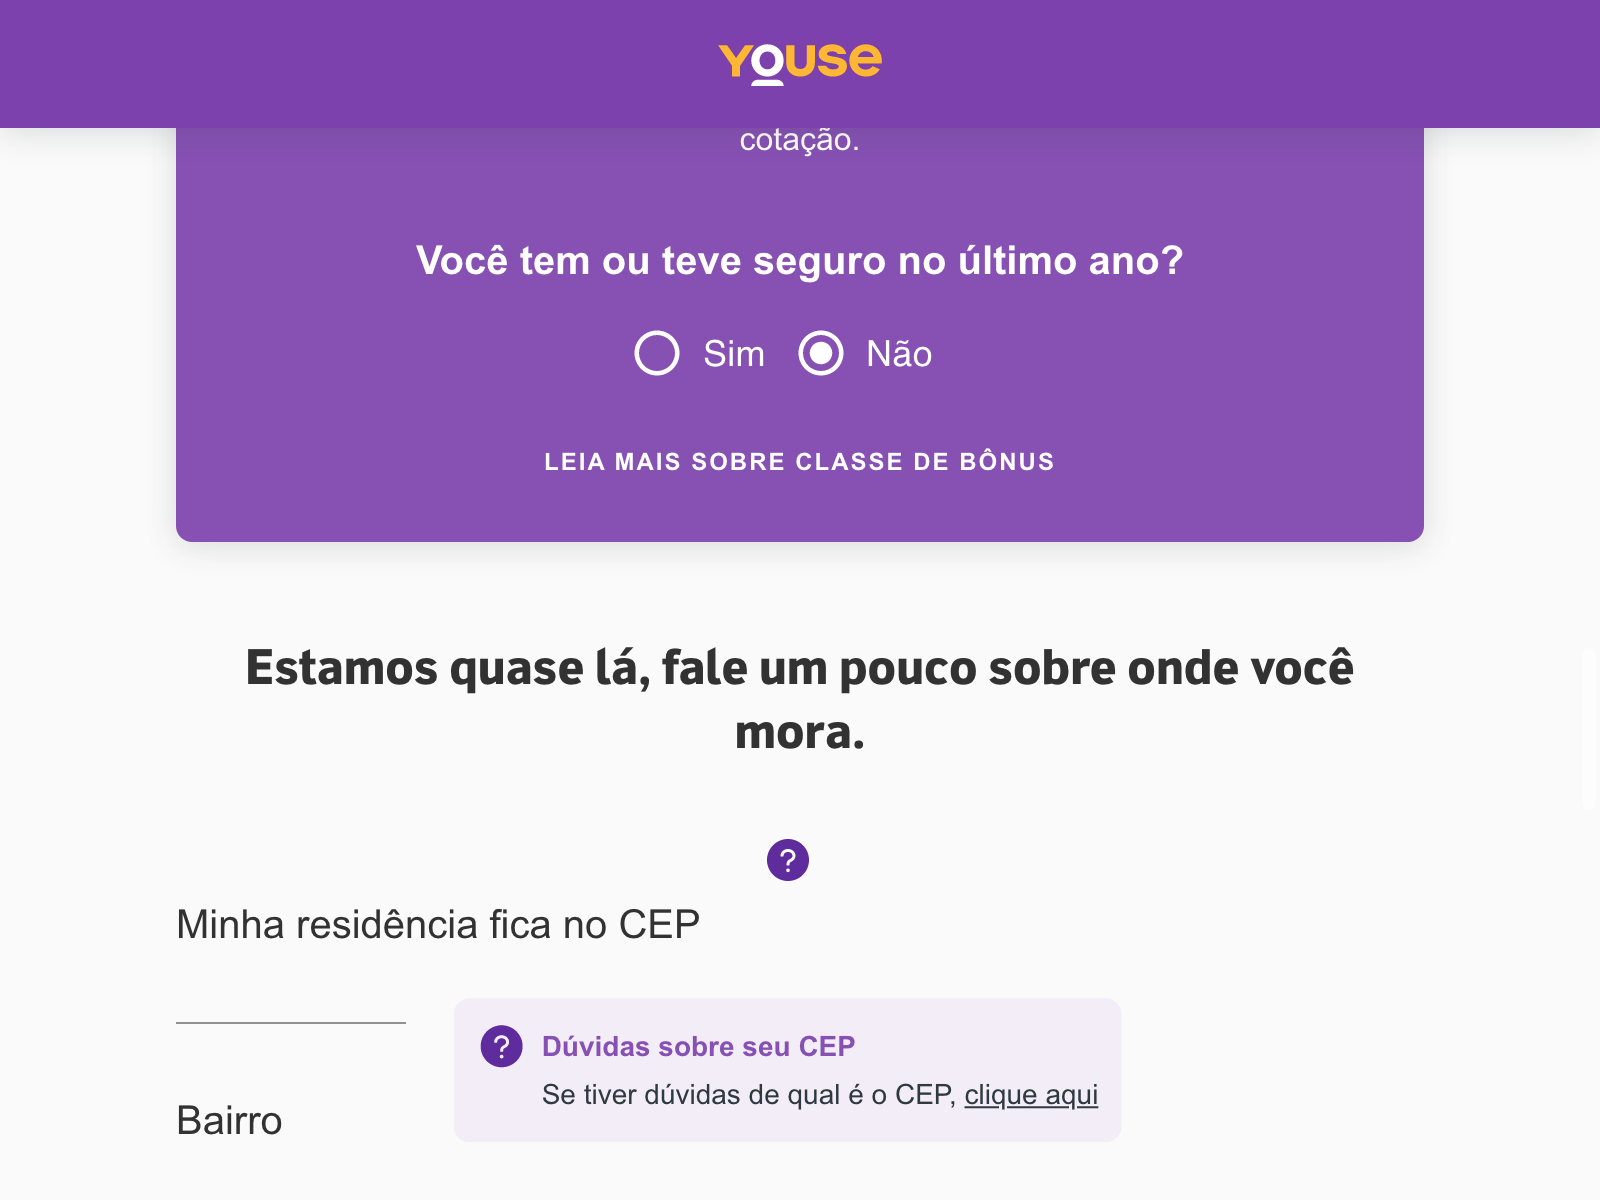 youse
cotação.
Você tem ou teve seguro no último ano?
Sim Não
LEIA MAIS SOBRE CLASSE DE BÔNUS
Estamos quase lá, fale um pouco sobre onde você
mora.
?
Minha residência fica no CEP
? Dúvidas sobre seu CEP
Se tiver dúvidas de qual é o CEP, clique aqui
Bairro